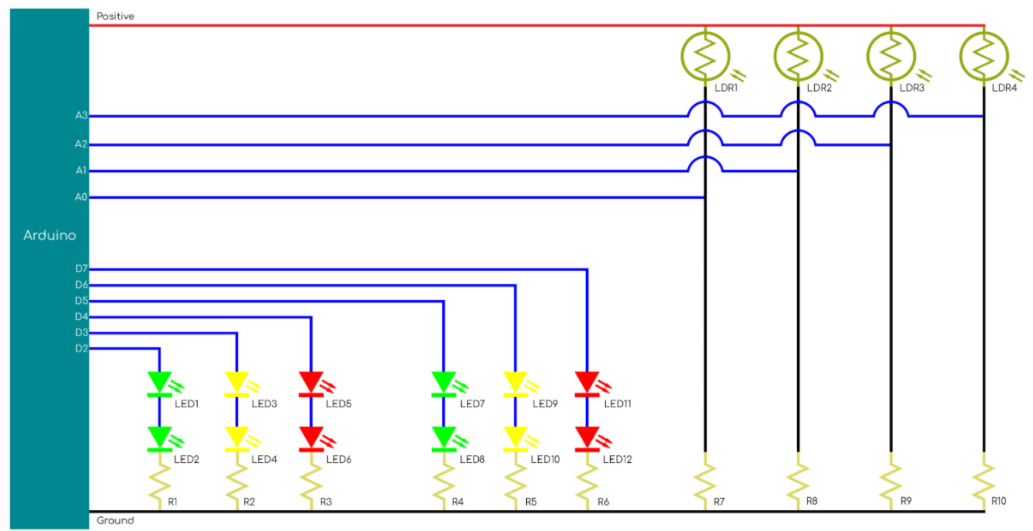 Positive
LDR1 LDR2 LDR3 LDR4
A3
A2
A1
A0
Arduino
D7
D6
D5
D4
D3
D2
LED1 LED3 LED5 LED7 LED9 LED11
LED2 LED4 LED6 LED8 LED10 LED12
R1 R2 R3 R4 R5 R6 R7 R8 R9 R10
Ground